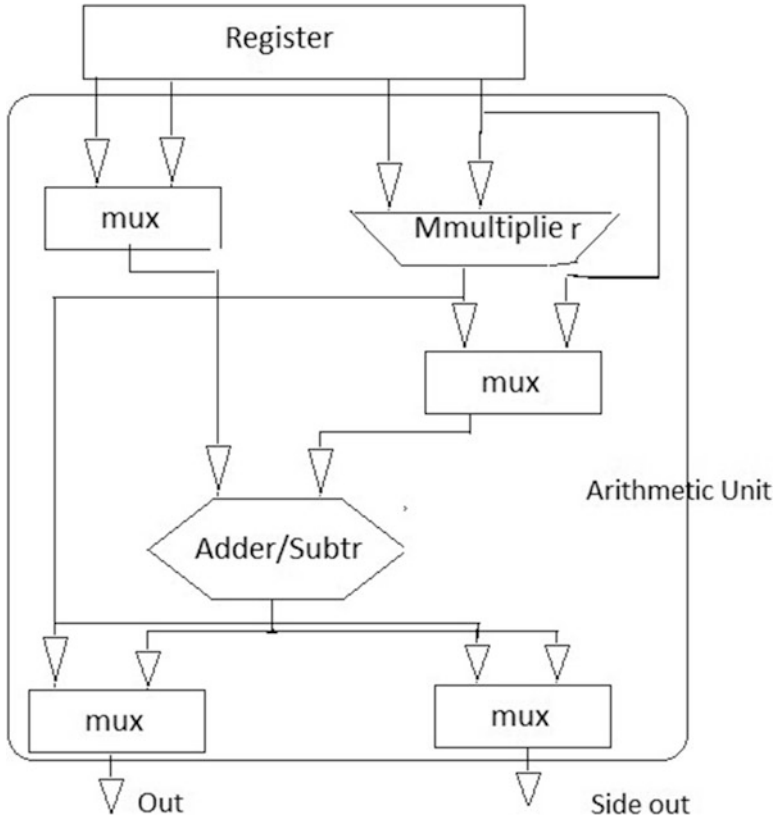 Register
mux
Mmultiplie r
mux
Arithmetic Unit
Adder/Subtr
mux
mux
Out
Side out